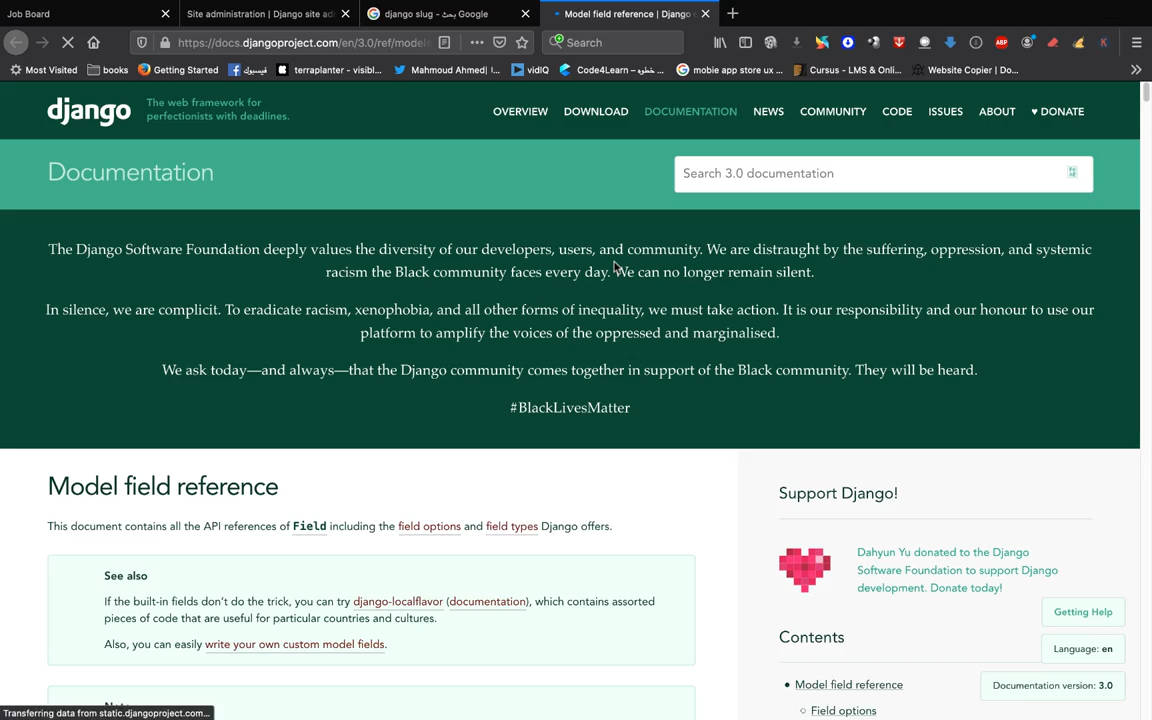 Job Board
Site administration | Django site adm
django slug - بحث Google
Model field reference | Django
https://docs.djangoproject.com/en/3.0/ref/model
Search
Most Visited
books
Getting Started
فيسبوك
terraplanter - visibl...
Mahmoud Ahmed| l...
vidIQ
Code4Learn – خطوه...
mobie app store ux ...
Cursus - LMS & Onli...
Website Copier | Do...
django
The web framework for
perfectionists with deadlines.
OVERVIEW DOWNLOAD DOCUMENTATION NEWS COMMUNITY CODE ISSUES ABOUT ♥ DONATE
Documentation
Search 3.0 documentation
The Django Software Foundation deeply values the diversity of our developers, users, and community. We are distraught by the suffering, oppression, and systemic
racism the Black community faces every day. We can no longer remain silent.
In silence, we are complicit. To eradicate racism, xenophobia, and all other forms of inequality, we must take action. It is our responsibility and our honour to use our
platform to amplify the voices of the oppressed and marginalised.
We ask today—and always—that the Django community comes together in support of the Black community. They will be heard.
#BlackLivesMatter
Model field reference
This document contains all the API references of Field including the field options and field types Django offers.
See also
If the built-in fields don't do the trick, you can try django-localflavor (documentation), which contains assorted
pieces of code that are useful for particular countries and cultures.
Also, you can easily write your own custom model fields.
Support Django!
Dahyun Yu donated to the Django
Software Foundation to support Django
development. Donate today!
Getting Help
Contents
Language: en
Model field reference
Documentation version: 3.0
Field options
Transferring data from static.djangoproject.com...